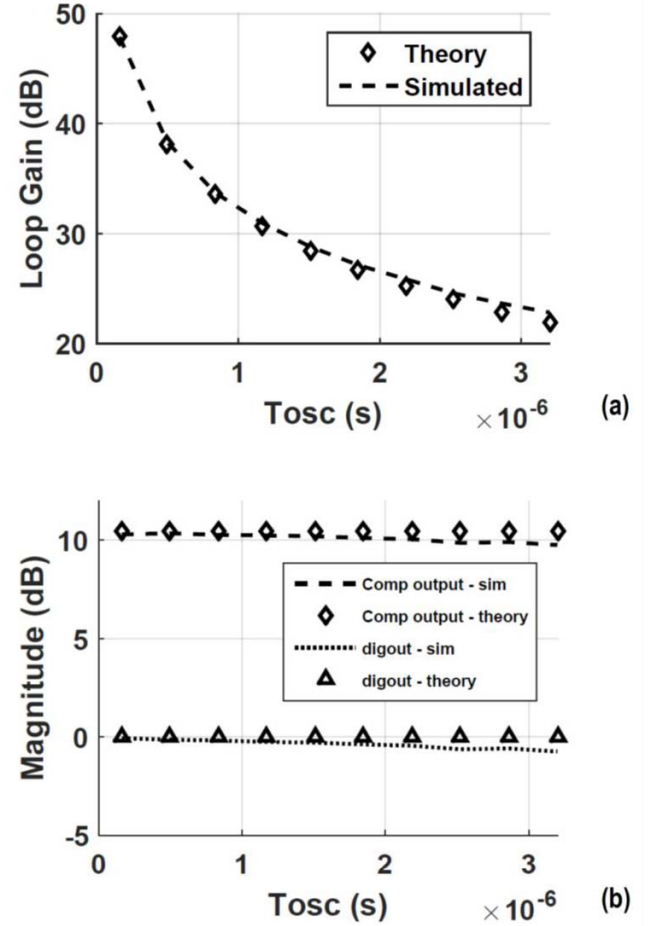 50
40
30
20
Loop Gain (dB)
Theory
Simulated
0 1 2 3
Tosc (s)
×10-6
(a)
10
5
0
-5
Magnitude (dB)
Comp output - sim
Comp output - theory
digout - sim
digout - theory
0 1 2 3
Tosc (s)
×10-6
(b)